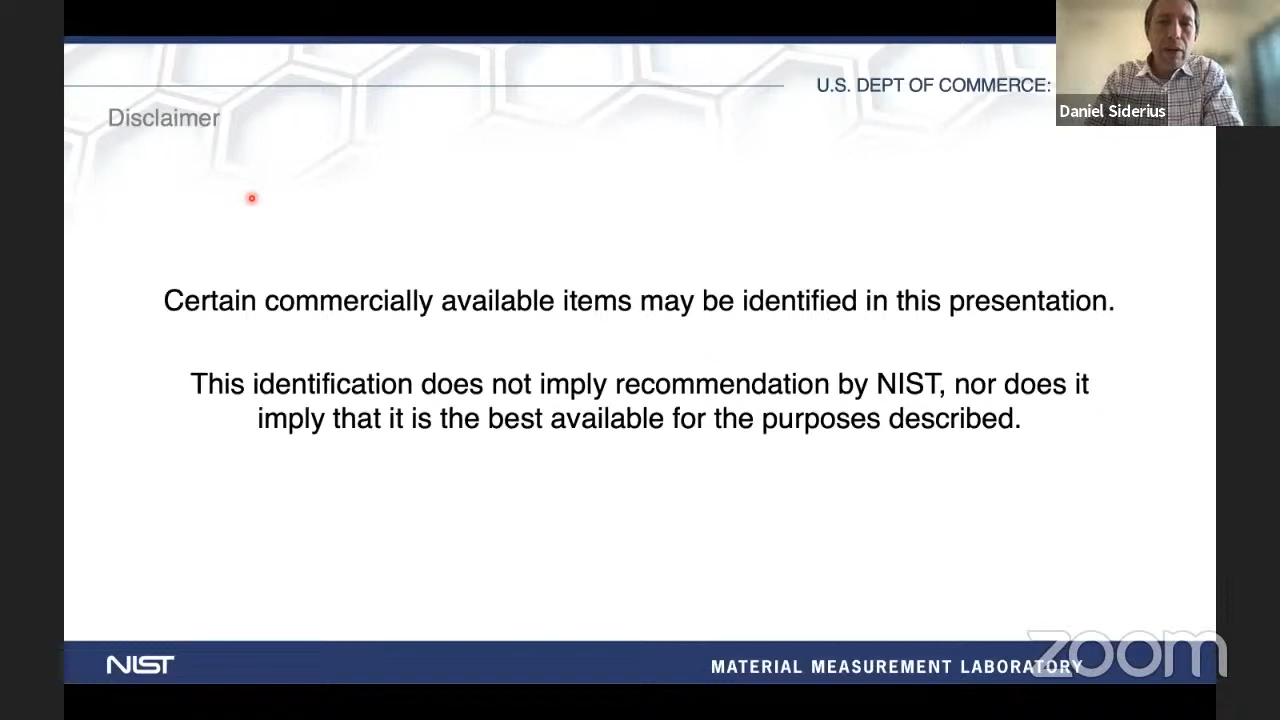 U.S. DEPT OF COMMERCE:
Daniel Siderius
Disclaimer
Certain commercially available items may be identified in this presentation.
This identification does not imply recommendation by NIST, nor does it
imply that it is the best available for the purposes described.
NIST
MATERIAL MEASUREMENT LABORATORY
zoom